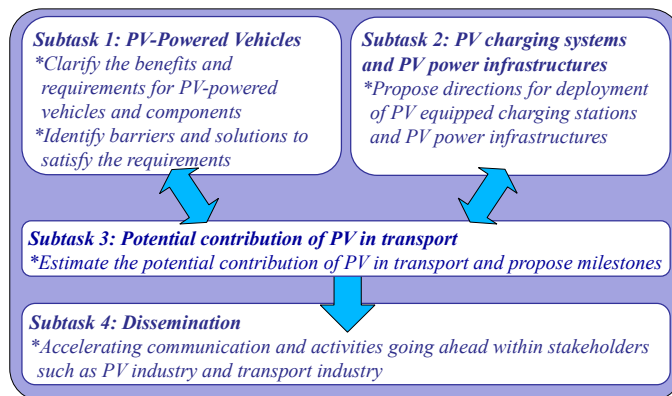 Subtask 1: PV-Powered Vehicles
*Clarify the benefits and
requirements for PV-powered
vehicles and components
*Identify barriers and solutions to
satisfy the requirements
Subtask 2: PV charging systems
and PV power infrastructures
*Propose directions for deployment
of PV equipped charging stations
and PV power infrastructures
Subtask 3: Potential contribution of PV in transport
*Estimate the potential contribution of PV in transport and propose milestones
Subtask 4: Dissemination
*Accelerating communication and activities going ahead within stakeholders
such as PV industry and transport industry